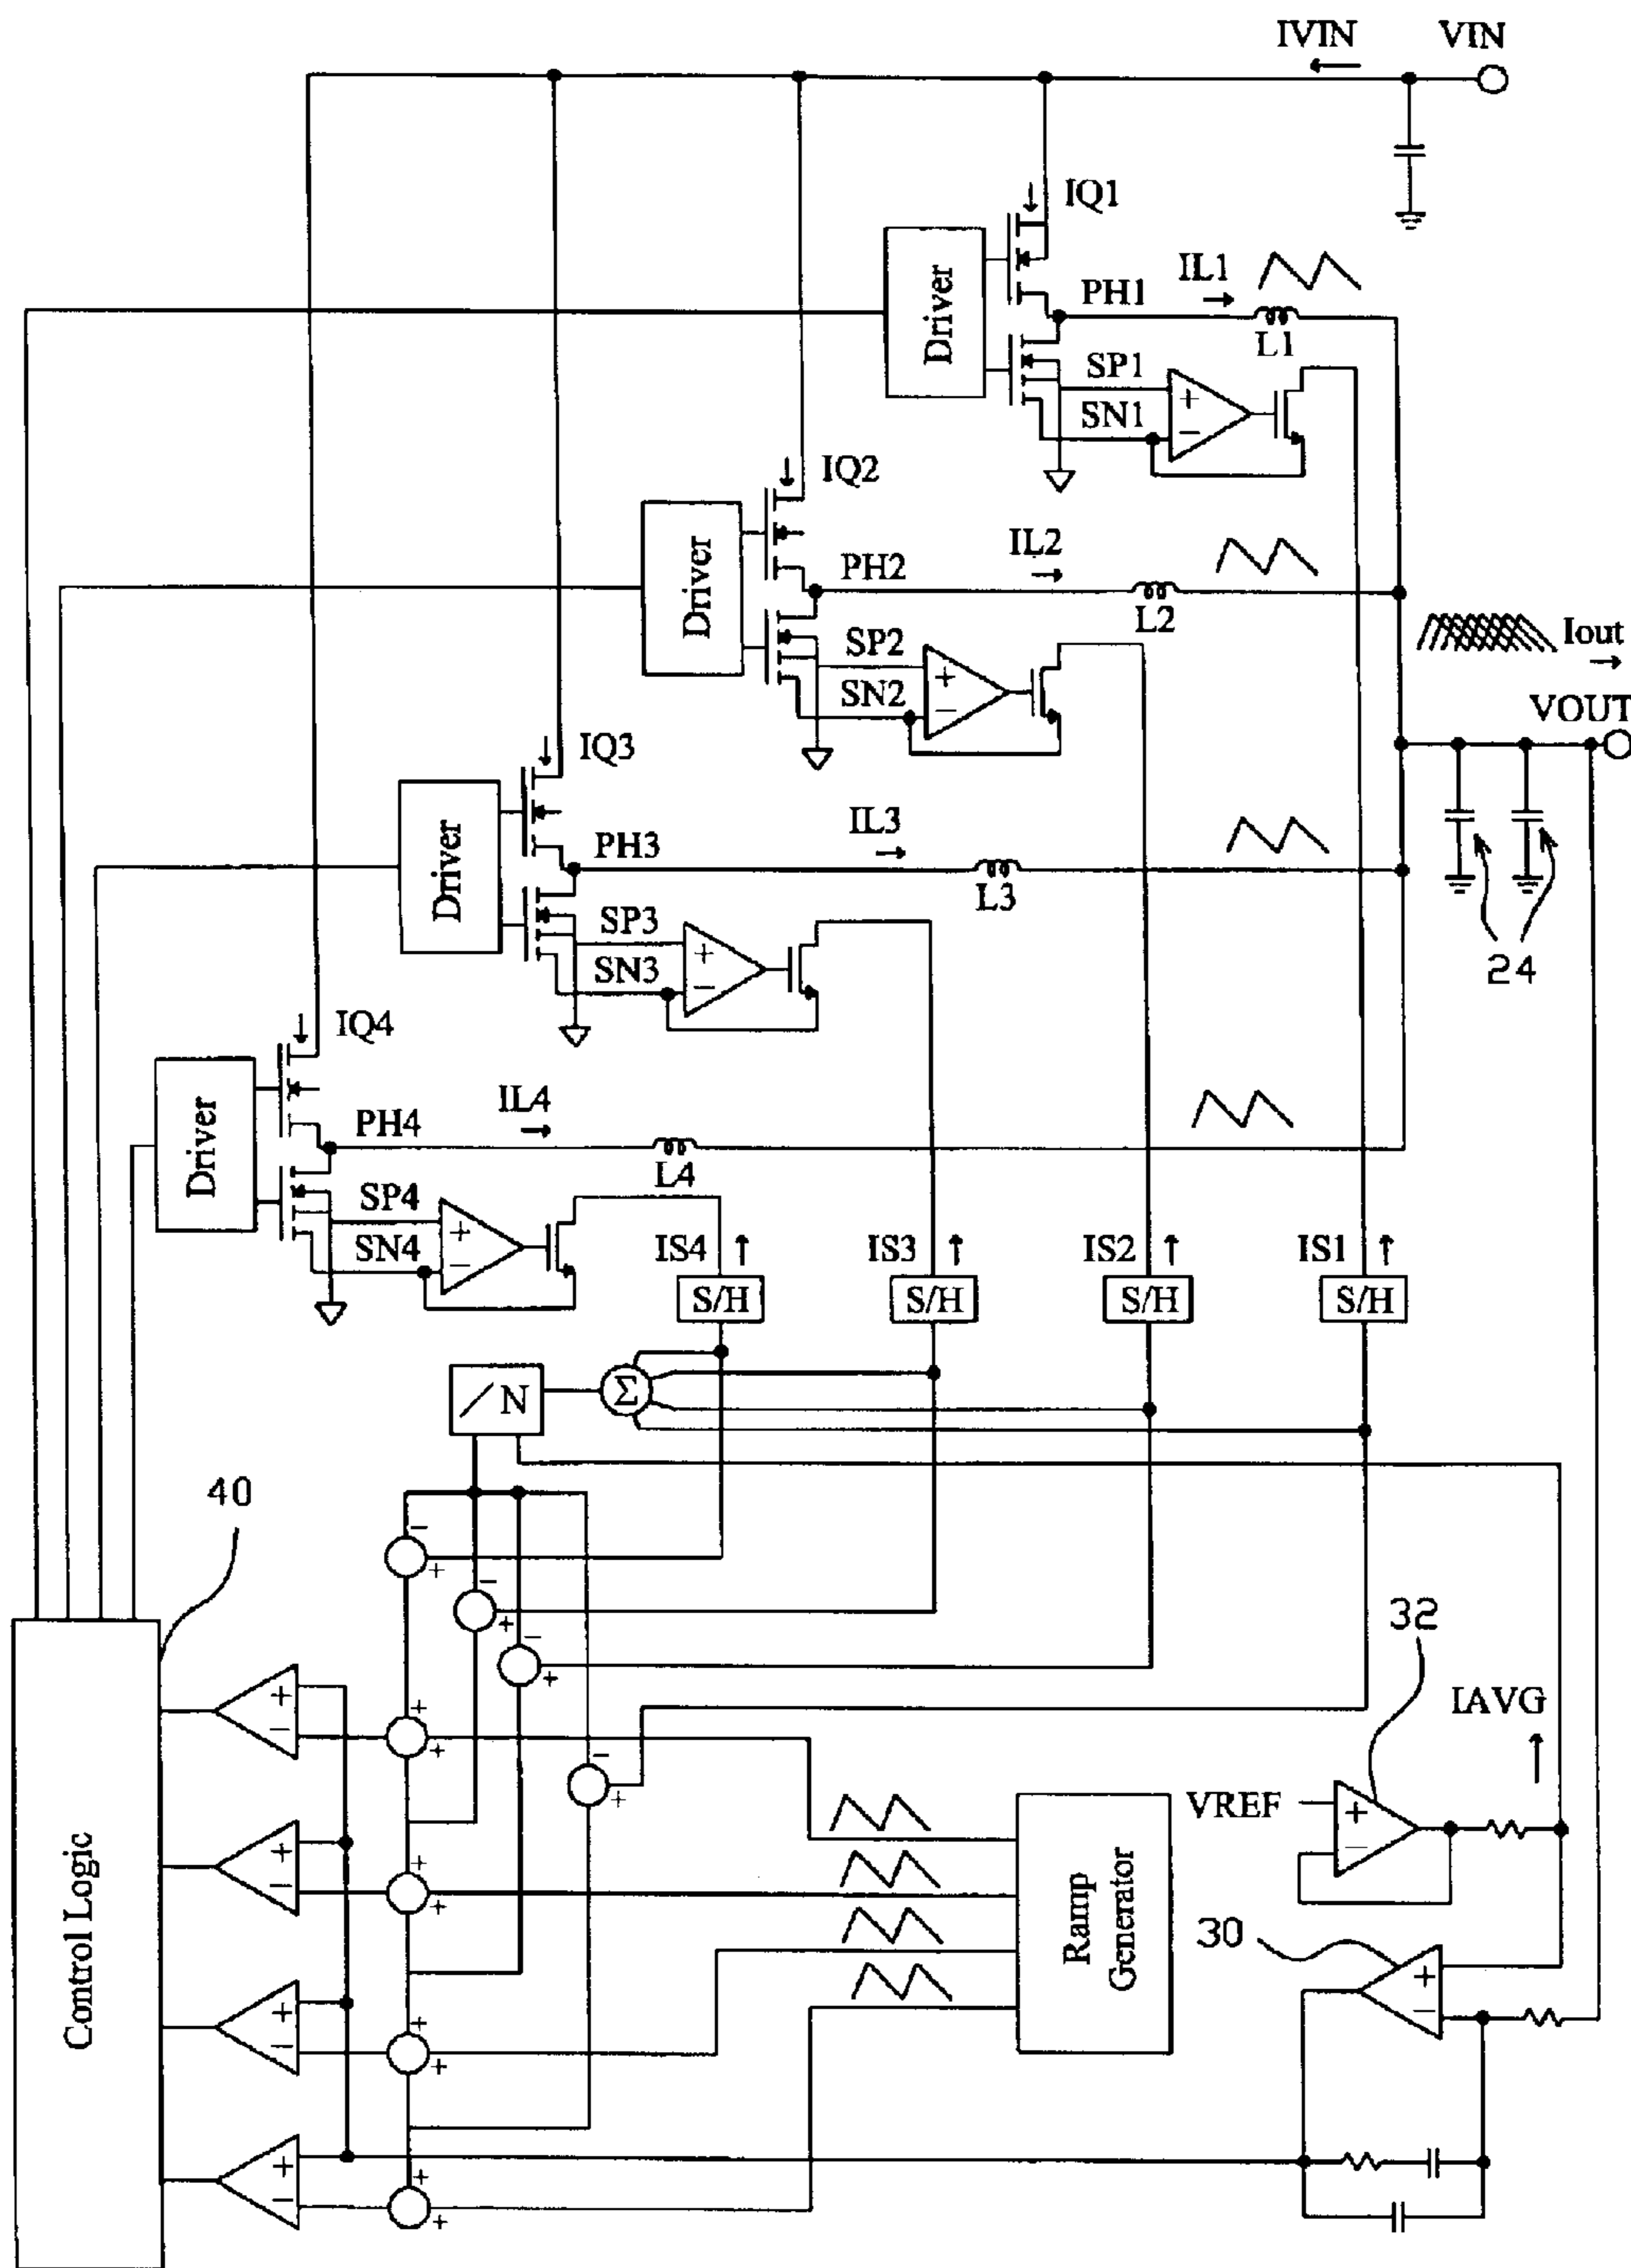 IVIN VIN
IQ1
Driver
PH1
IL1
L1
SP1
SN1
+
−
IQ2
Driver
PH2
IL2
L2
SP2
SN2
+
−
Iout
VOUT
24
IQ3
Driver
PH3
IL3
L3
SP3
SN3
+
−
IQ4
Driver
PH4
IL4
L4
SP4
SN4
+
−
IS4 IS3 IS2 IS1
S/H S/H S/H S/H
/N Σ
40
−
+
−
+
−
+
−
+
32
IAVG
VREF
+
−
30
+
−
Control Logic
+
−
+
+
+
−
+
+
+
−
+
+
+
−
+
+
Ramp
Generator